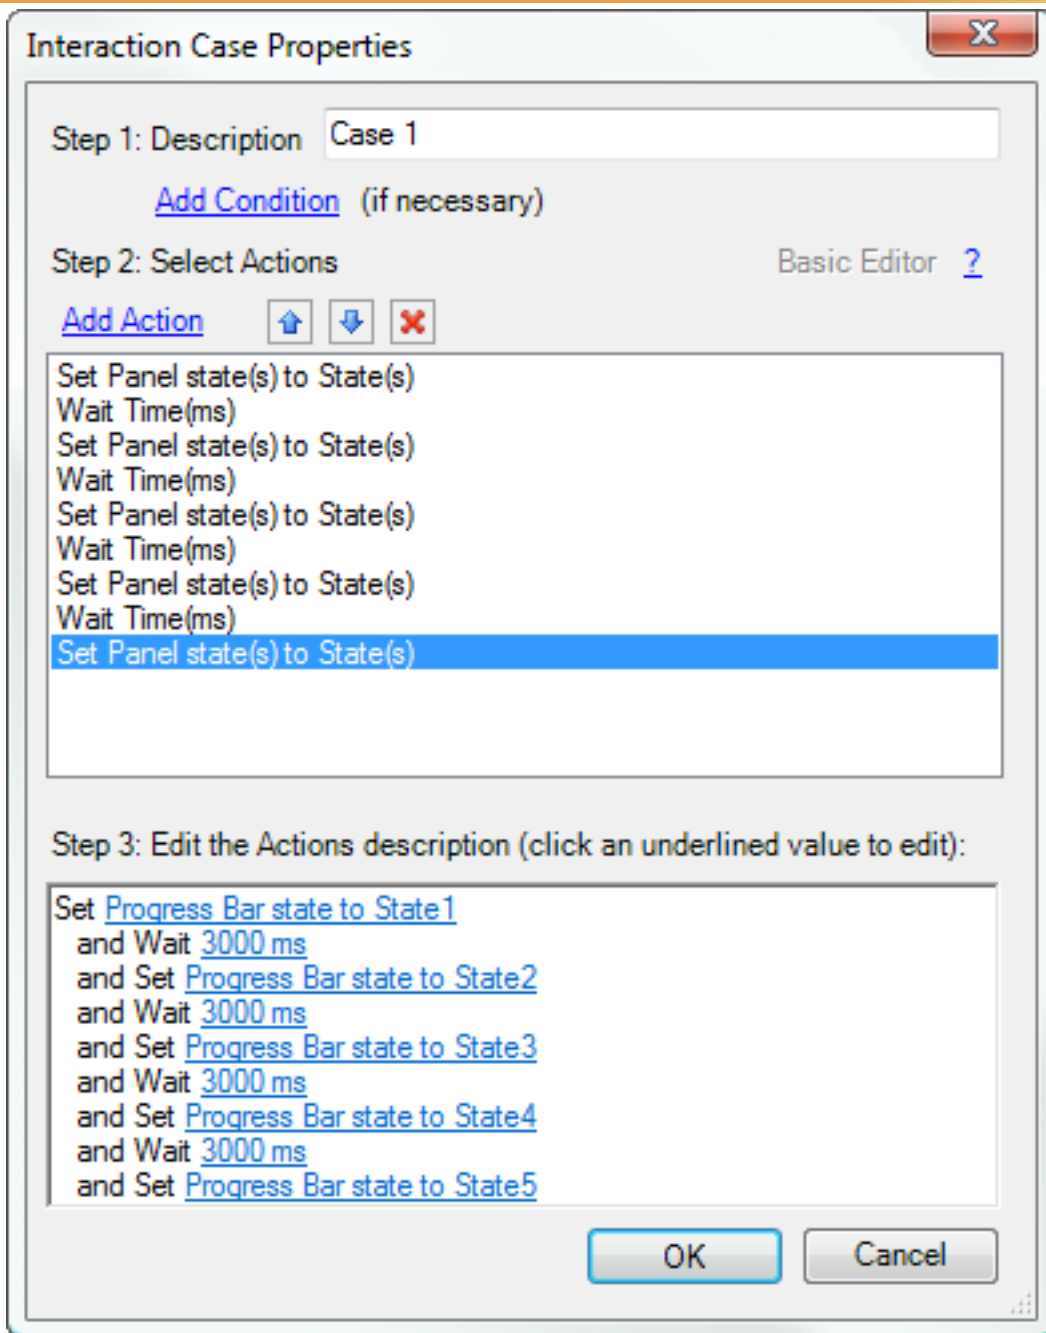 Interaction Case Properties
Step 1: Description Case 1
Add Condition (if necessary)
Step 2: Select Actions Basic Editor ?
Add Action
Set Panel state(s) to State(s)
Wait Time(ms)
Set Panel state(s) to State(s)
Wait Time(ms)
Set Panel state(s) to State(s)
Wait Time(ms)
Set Panel state(s) to State(s)
Wait Time(ms)
Set Panel state(s) to State(s)
Step 3: Edit the Actions description (click an underlined value to edit):
Set Progress Bar state to State1
and Wait 3000 ms
and Set Progress Bar state to State2
and Wait 3000 ms
and Set Progress Bar state to State3
and Wait 3000 ms
and Set Progress Bar state to State4
and Wait 3000 ms
and Set Progress Bar state to State5
OK Cancel